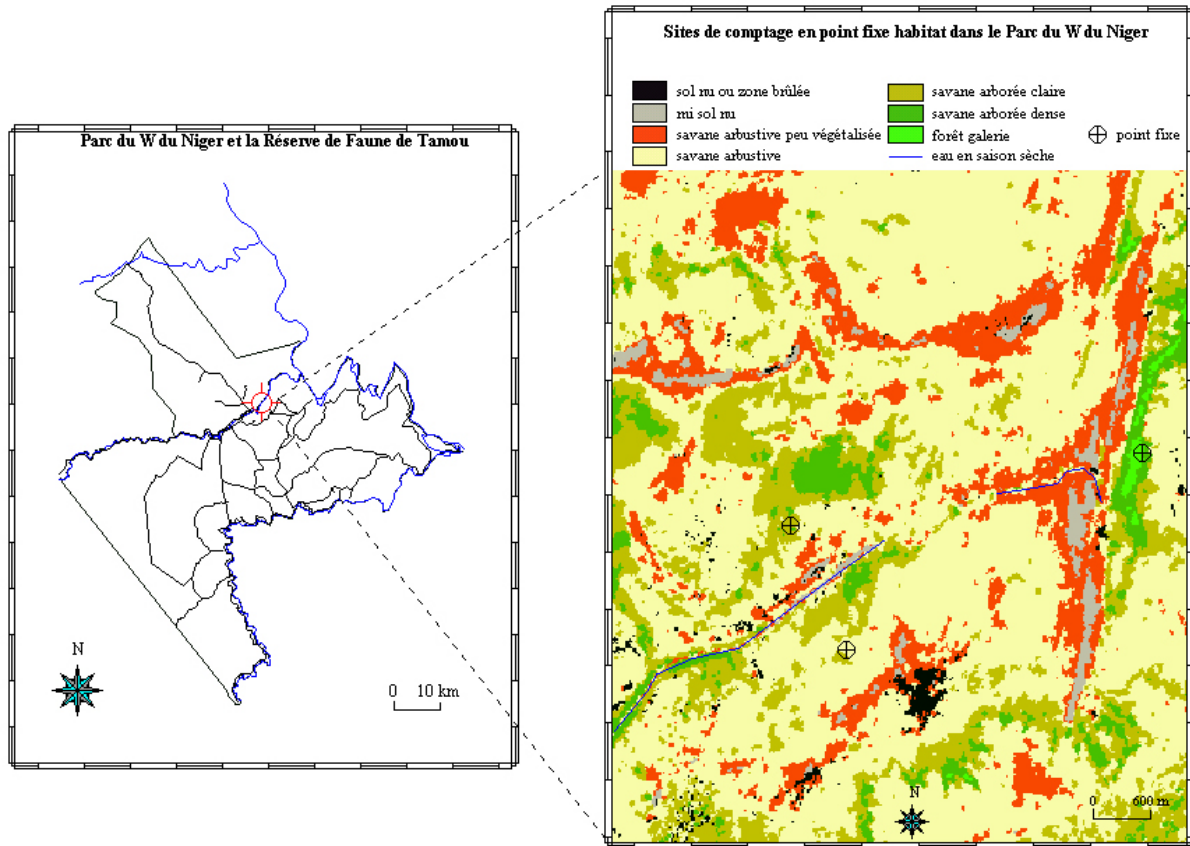 Parc du W du Niger et la Réserve de Faune de Tamou
N
0 10 km
Sites de comptage en point fixe habitat dans le Parc du W du Niger
sol nu ou zone brûlée
mi sol nu
savane arbustive peu végétalisée
savane arbustive
savane arborée claire
savane arborée dense
forêt galerie
eau en saison sèche
point fixe
N
0 600 m